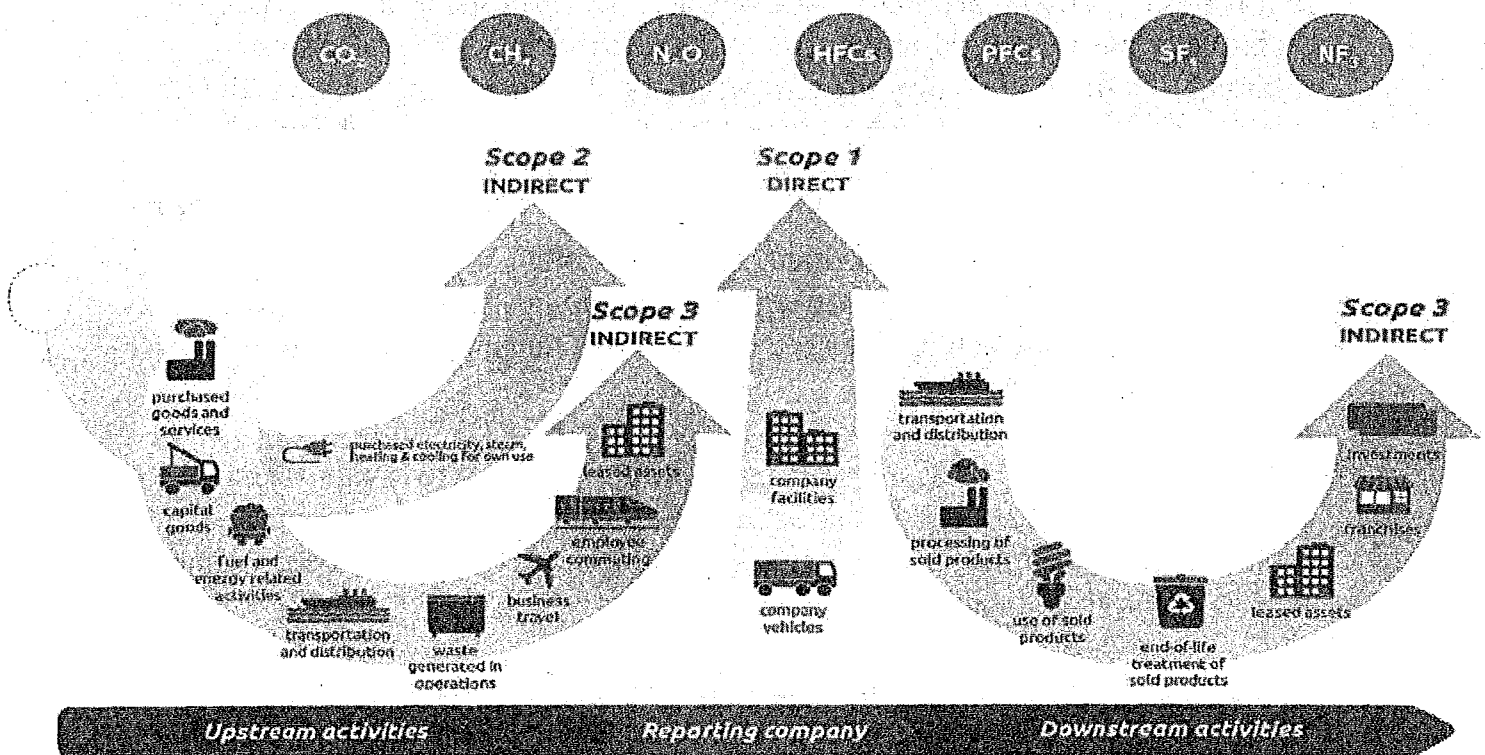 CO₂
CH₄
N₂O
HFCs
PFCs
SF₆
NF₃
Scope 2
INDIRECT
Scope 1
DIRECT
Scope 3
INDIRECT
Scope 3
INDIRECT
purchased
goods and
services
capital
goods
fuel and
energy related
activities
purchased electricity, steam,
heating & cooling for own use
transportation
and distribution
waste
generated in
operations
business
travel
employee
commuting
leased assets
company
facilities
company
vehicles
transportation
and distribution
processing of
sold products
use of sold
products
end-of-life
treatment of
sold products
leased assets
franchises
investments
Upstream activities
Reporting company
Downstream activities